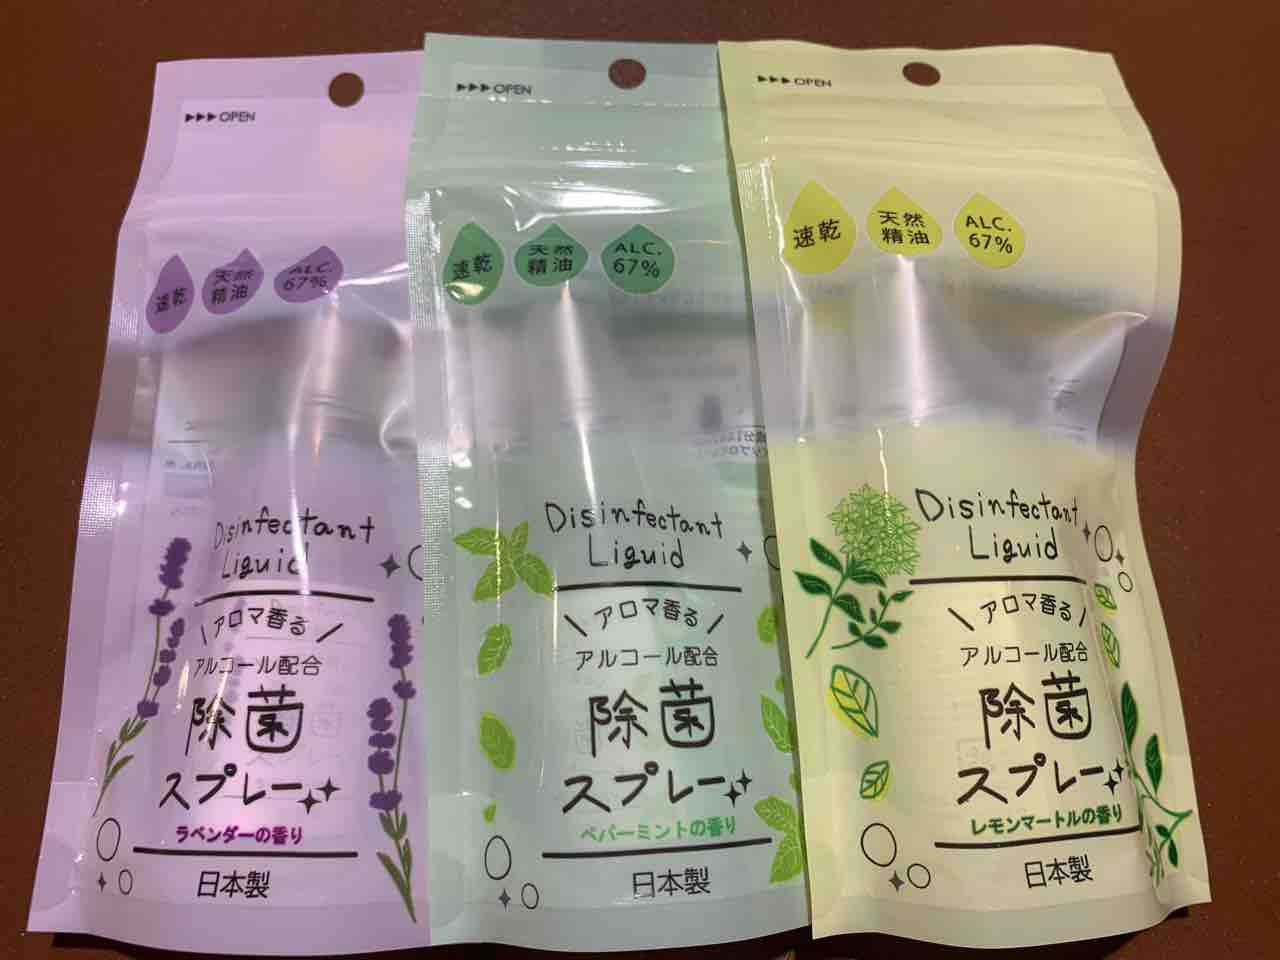 ▶▶▶OPEN
速乾
天然
精油
ALC.
67%
Disinfectant
Liquid
\アロマ香る/
アルコール配合
除菌
スプレー
ラベンダーの香り
日本製
▶▶▶OPEN
速乾
天然
精油
ALC.
67%
Disinfectant
Liquid
\アロマ香る/
アルコール配合
除菌
スプレー
ペパーミントの香り
日本製
▶▶▶OPEN
速乾
天然
精油
ALC.
67%
Disinfectant
Liquid
\アロマ香る/
アルコール配合
除菌
スプレー
レモンマートルの香り
日本製